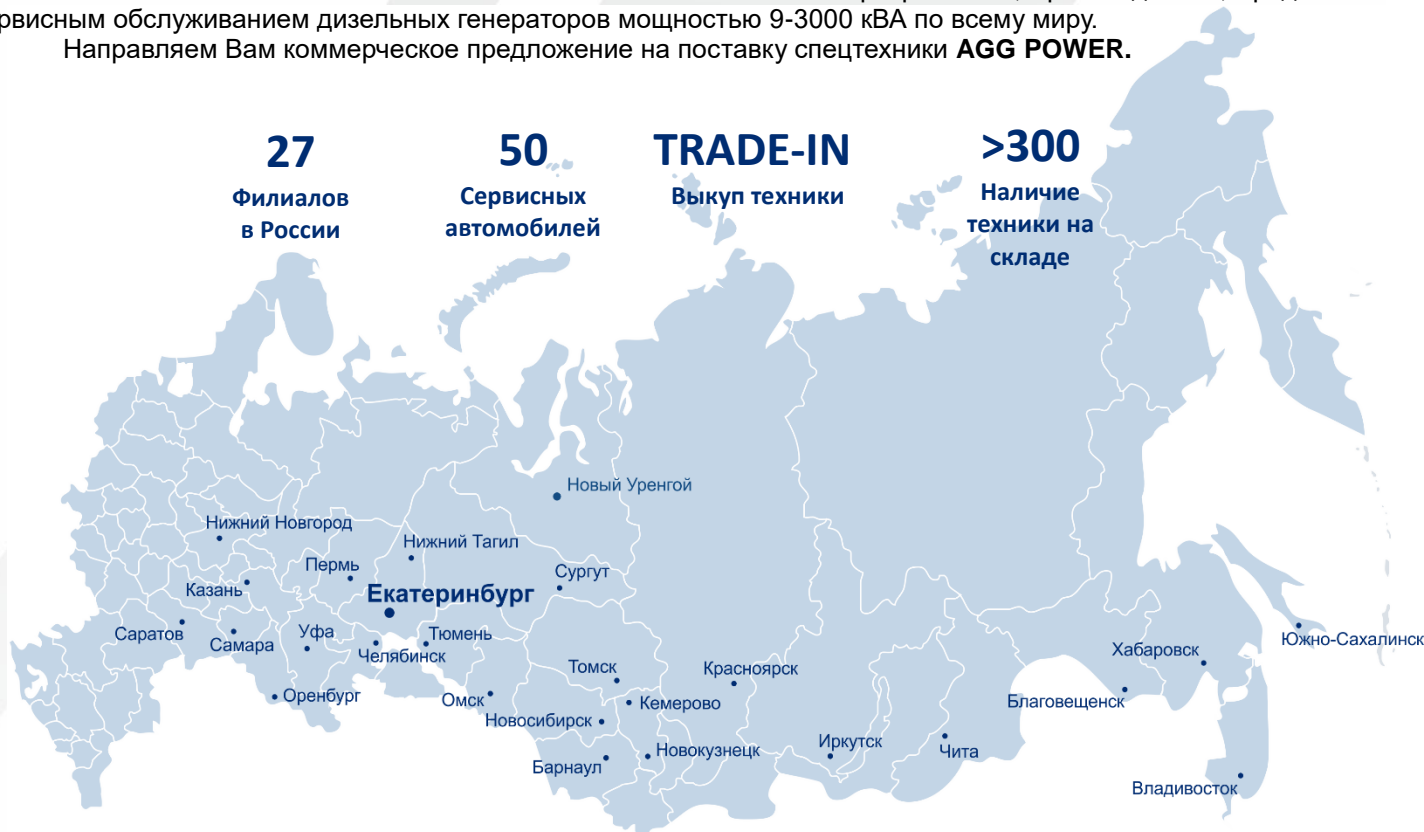 рвисным обслуживанием дизельных генераторов мощностью 9-3000 кВА по всему миру.
Направляем Вам коммерческое предложение на поставку спецтехники AGG POWER.
27
Филиалов
в России
50
Сервисных
автомобилей
TRADE-IN
Выкуп техники
>300
Наличие
техники на
складе
Новый Уренгой
Нижний Новгород
Нижний Тагил
Пермь
Сургут
Казань
Екатеринбург
Саратов
Самара
Уфа
Челябинск
Тюмень
Южно-Сахалинск
Хабаровск
Томск
Красноярск
Оренбург
Омск
Кемерово
Благовещенск
Новосибирск
Иркутск
Чита
Новокузнецк
Барнаул
Владивосток